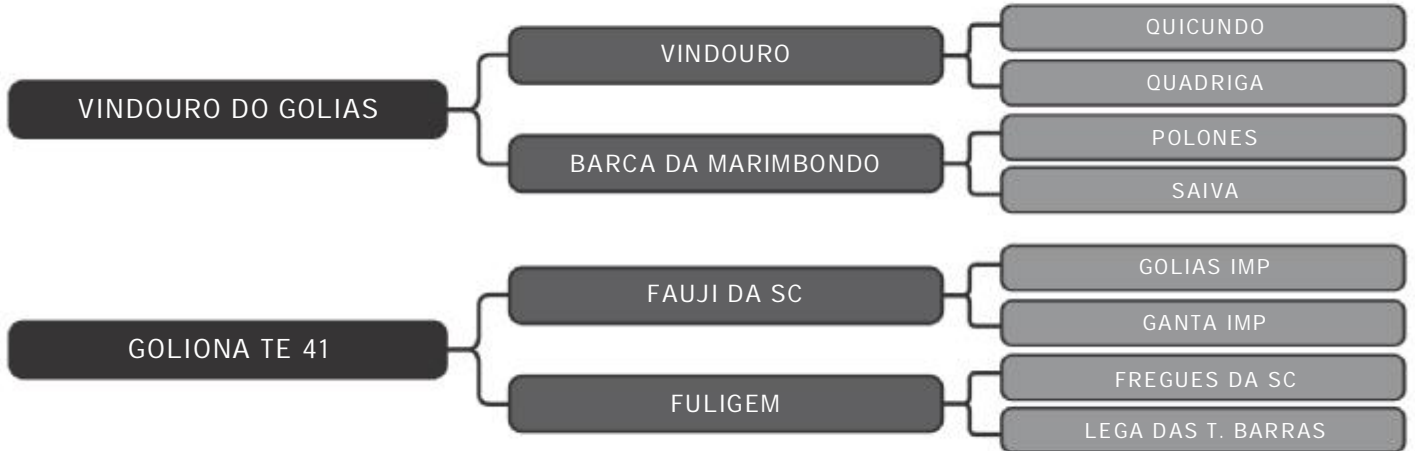 VINDOURO DO GOLIAS
VINDOURO
QUICUNDO
QUADRIGA
BARCA DA MARIMBONDO
POLONES
SAIVA
GOLIONA TE 41
FAUJI DA SC
GOLIAS IMP
GANTA IMP
FULIGEM
FREGUES DA SC
LEGA DAS T. BARRAS